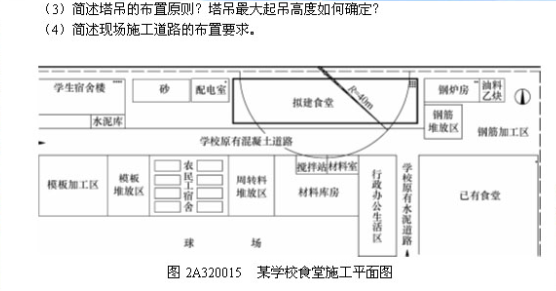 （3）简述塔吊的布置原则？塔吊最大起吊高度如何确定？
（4）简述现场施工道路的布置要求。
学生宿舍楼
砂
配电室
拟建食堂
R=40m
锅炉房
油料
乙炔
水泥库
钢筋
堆放区
钢筋加工区
学校原有混凝土道路
模板加工区
模板
堆放区
农民工宿舍
周转料
堆放区
搅拌站
材料室
材料库房
行政办公生活区
学校原有水泥道路
已有食堂
球场
图 2A320015 某学校食堂施工平面图